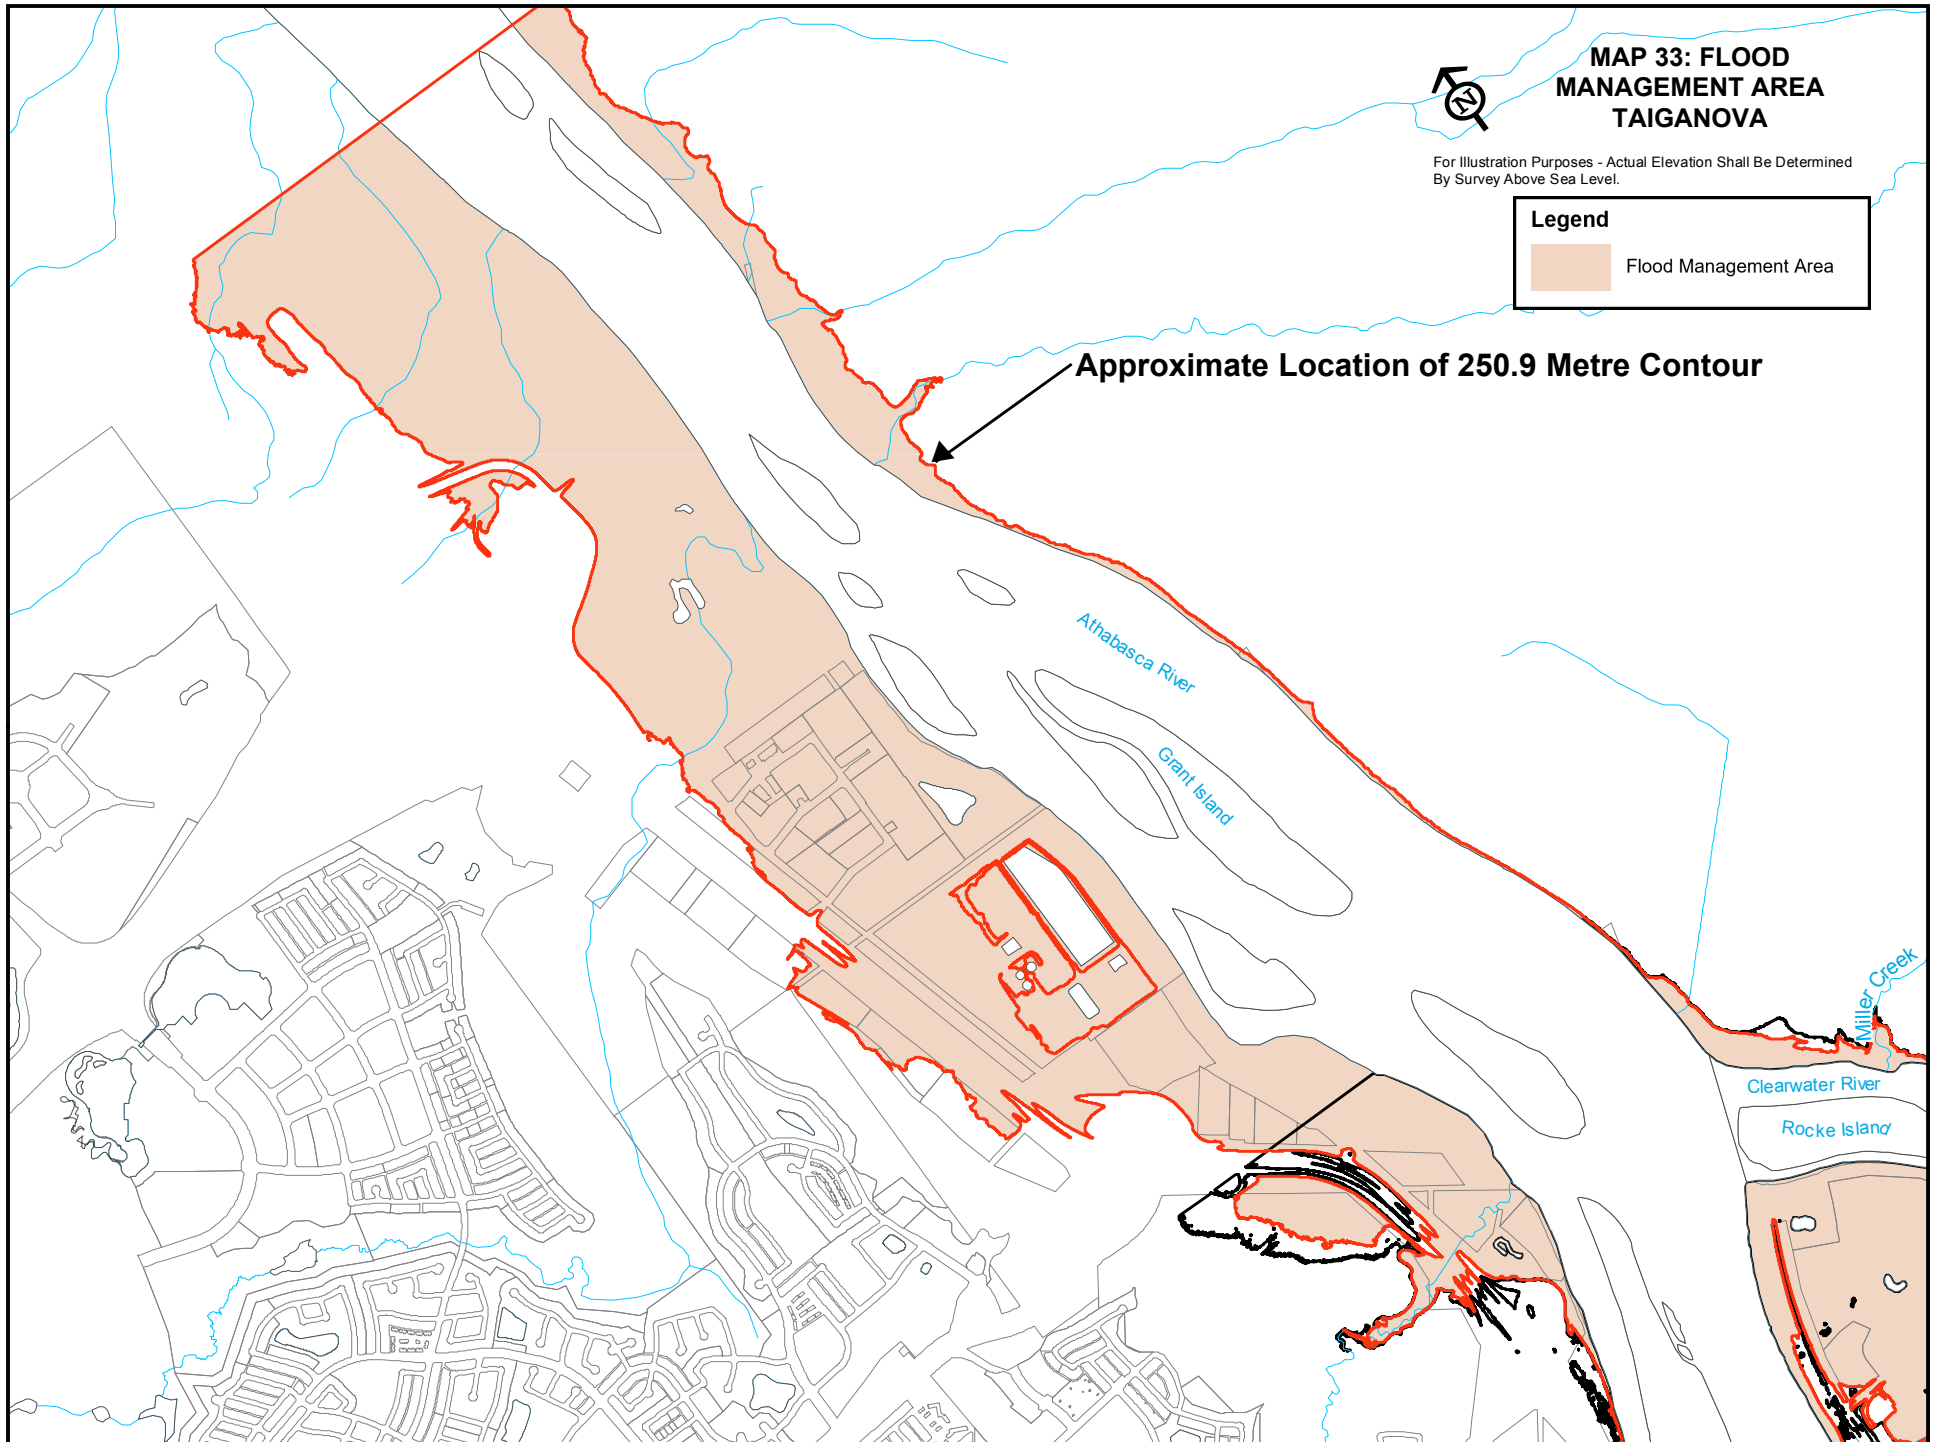 MAP 33: FLOOD
MANAGEMENT AREA
TAIGANOVA
N
For Illustration Purposes - Actual Elevation Shall Be Determined
By Survey Above Sea Level.
Legend
Flood Management Area
Approximate Location of 250.9 Metre Contour
Athabasca River
Grant Island
Miller Creek
Clearwater River
Rocke Island